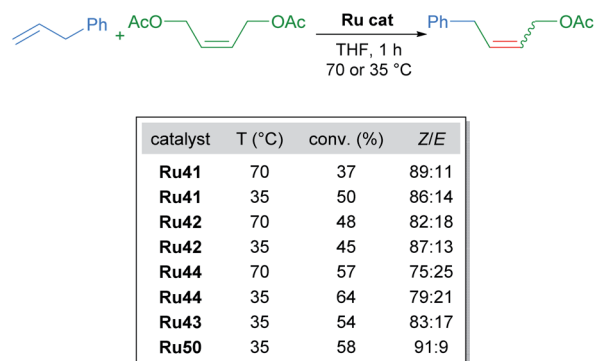 Ph + AcO OAc Ru cat Ph OAc
THF, 1 h
70 or 35 °C
catalyst T (°C) conv. (%) Z/E
Ru41 70 37 89:11
Ru41 35 50 86:14
Ru42 70 48 82:18
Ru42 35 45 87:13
Ru44 70 57 75:25
Ru44 35 64 79:21
Ru43 35 54 83:17
Ru50 35 58 91:9